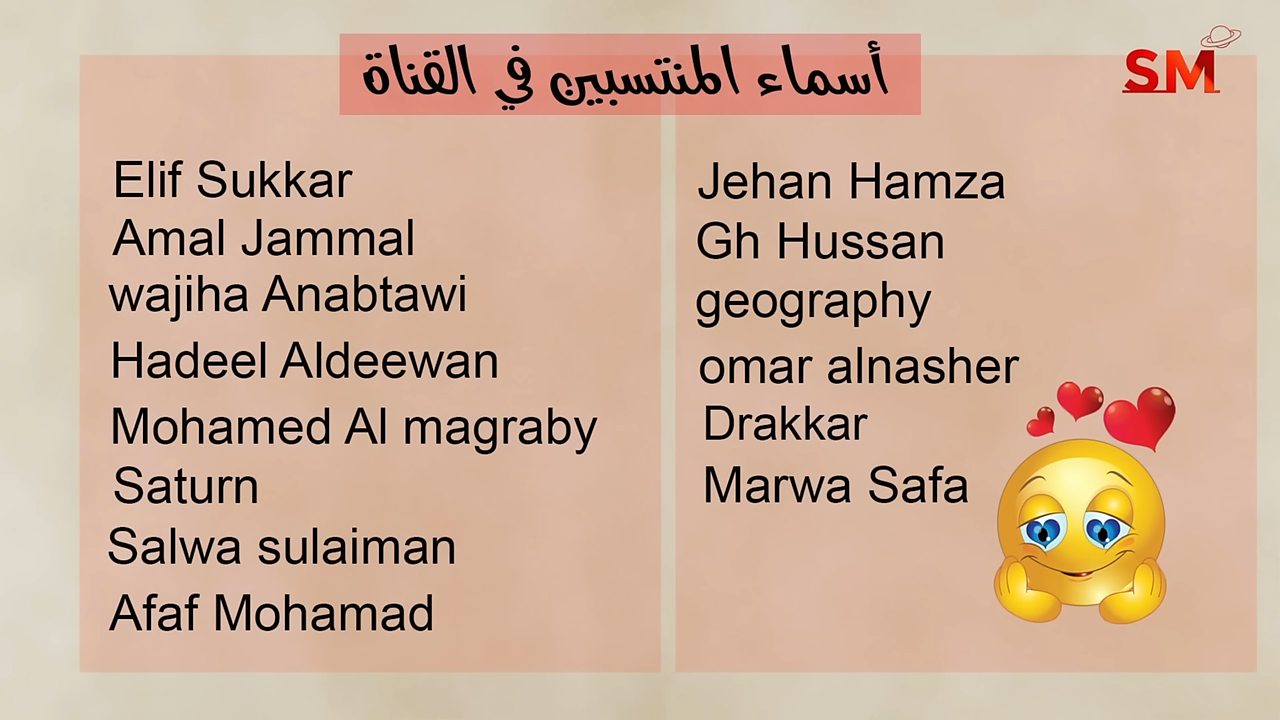 أسماء المنتسبين في القناة
SM
Elif Sukkar
Amal Jammal
wajiha Anabtawi
Hadeel Aldeewan
Mohamed Al magraby
Saturn
Salwa sulaiman
Afaf Mohamad
Jehan Hamza
Gh Hussan
geography
omar alnasher
Drakkar
Marwa Safa